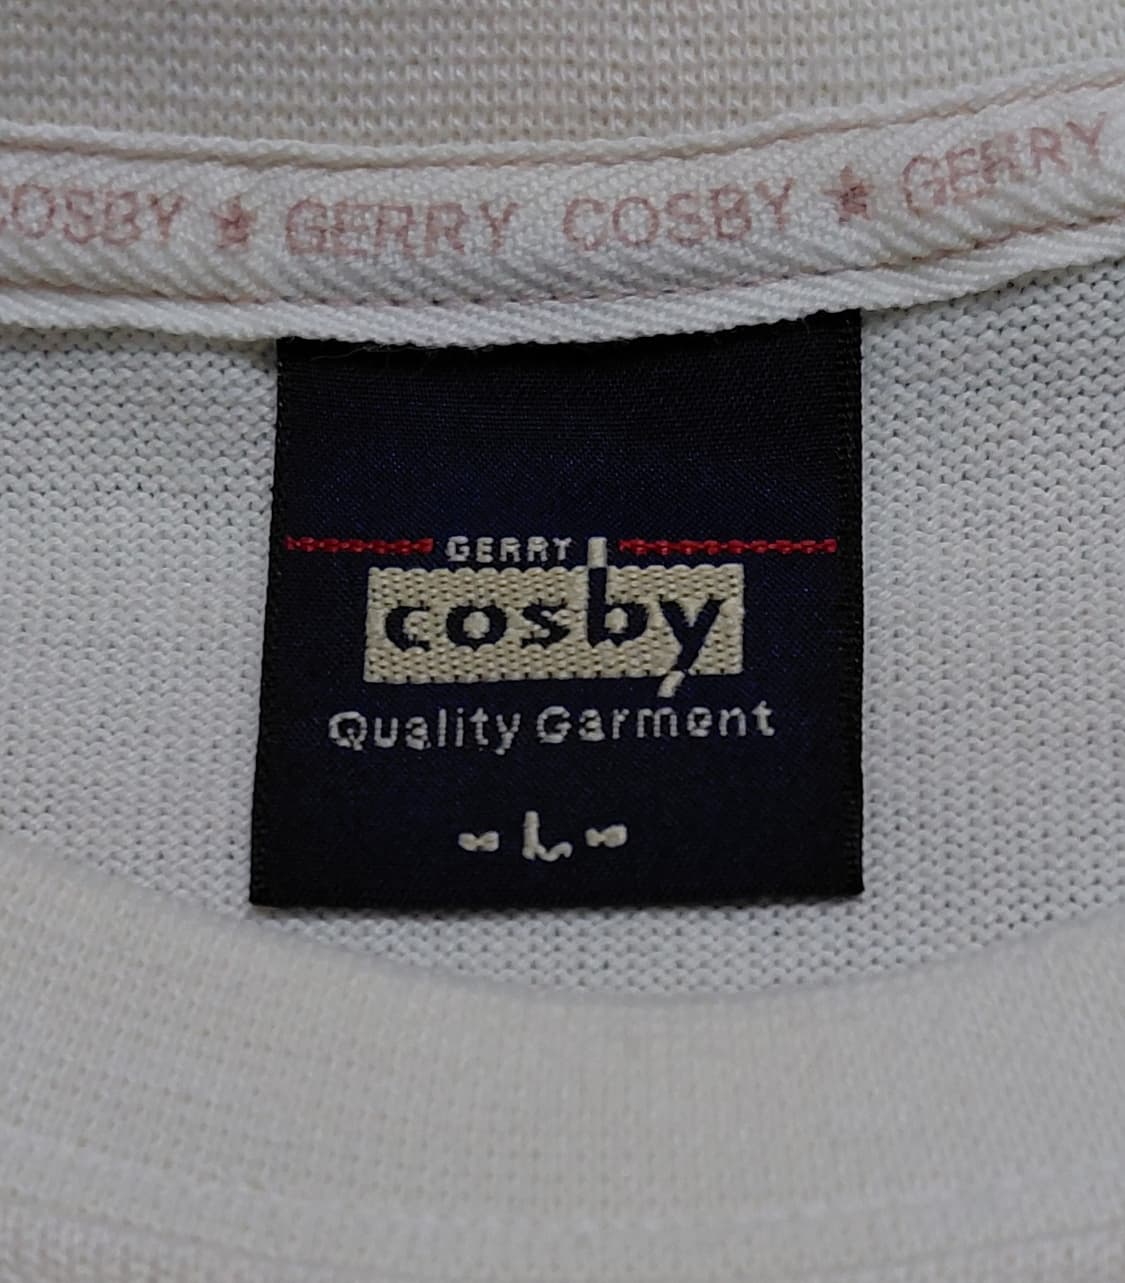 COSBY ★ GERRY COSBY ★ GERRY
GERRY
cosby
Quality Garment
- L -